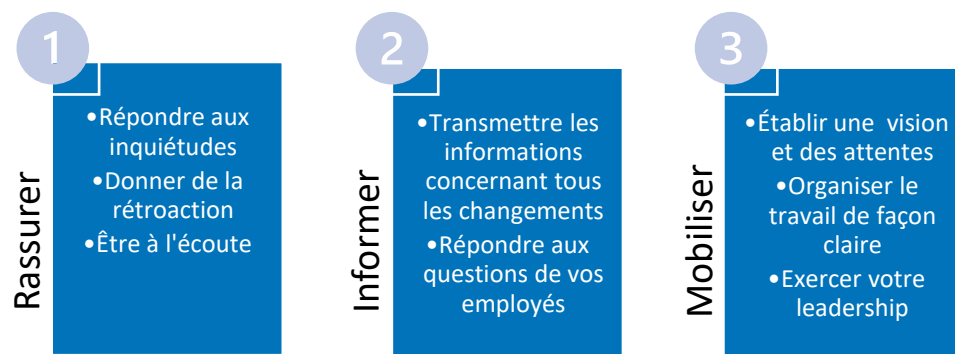 1
Rassurer
•Répondre aux
inquiétudes
•Donner de la
rétroaction
•Être à l'écoute
2
Informer
•Transmettre les
informations
concernant tous
les changements
•Répondre aux
questions de vos
employés
3
Mobiliser
•Établir une  vision
et des attentes
•Organiser le
travail de façon
claire
•Exercer votre
leadership